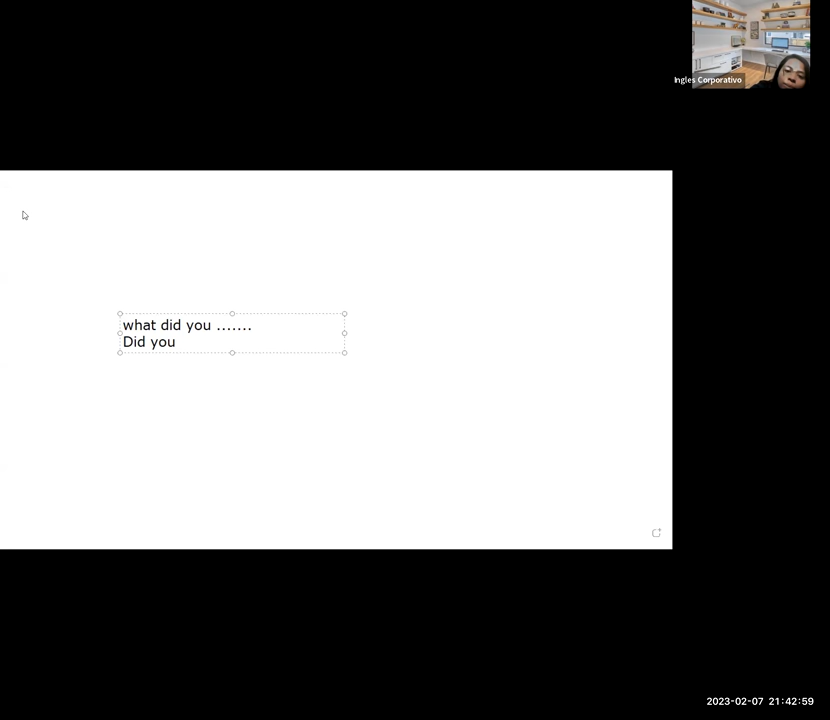 Ingles Corporativo
what did you .......
Did you
2023-02-07 21:42:59